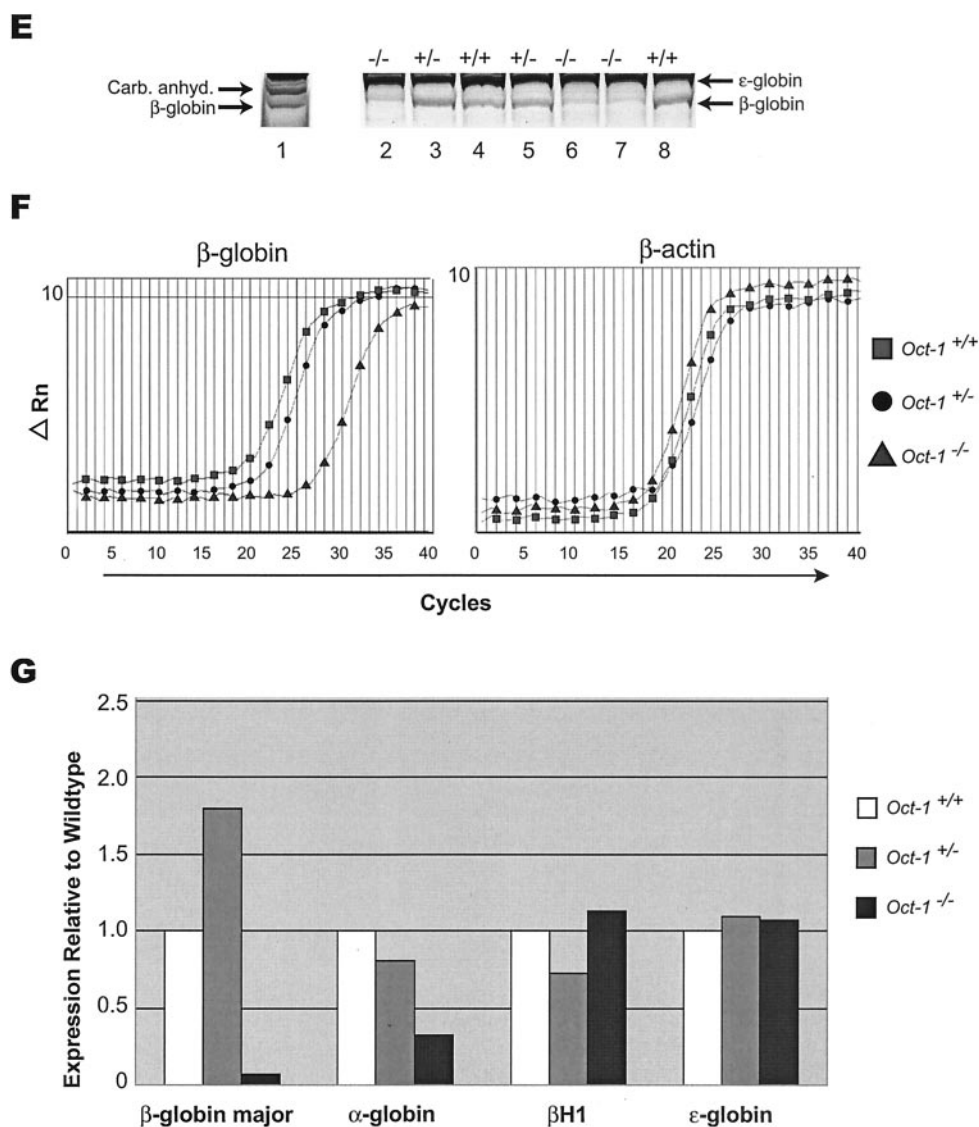 E
-/- +/- +/+ +/- -/- -/- +/+
Carb. anhyd.
β-globin
ε-globin
β-globin
1 2 3 4 5 6 7 8
F
β-globin β-actin
10 10
Δ Rn
Oct-1 +/+
Oct-1 +/-
Oct-1 -/-
0 5 10 15 20 25 30 35 40 0 5 10 15 20 25 30 35 40
Cycles
G
Expression Relative to Wildtype
2.5
2.0
1.5
1.0
0.5
0
Oct-1 +/+
Oct-1 +/-
Oct-1 -/-
β-globin major α-globin βH1 ε-globin